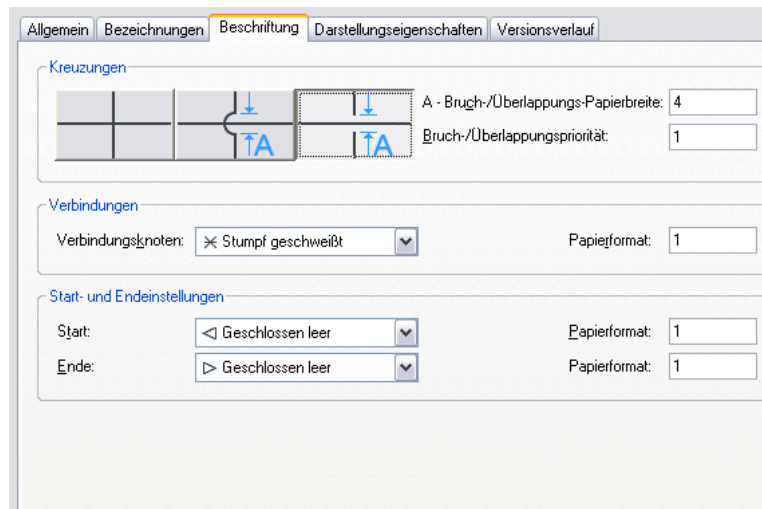 Allgemein Bezeichnungen Beschriftung Darstellungseigenschaften Versionsverlauf
Kreuzungen
A A
A - Bruch-/Überlappungs-Papierbreite: 4
Bruch-/Überlappungspriorität: 1
Verbindungen
Verbindungsknoten: Stumpf geschweißt Papierformat: 1
Start- und Endeinstellungen
Start: Geschlossen leer Papierformat: 1
Ende: Geschlossen leer Papierformat: 1